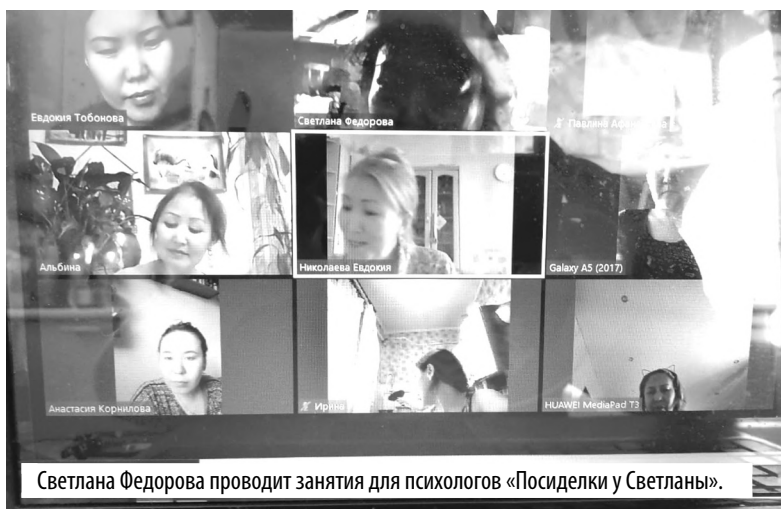 Евдокия Тобонова
Светлана Федорова
Павлина
Альбина
Николаева Евдокия
Galaxy A5 (2017)
Анастасия Корнилова
Ирина
HUAWEI MediaPad T3
Светлана Федорова проводит занятия для психологов «Посиделки у Светланы».